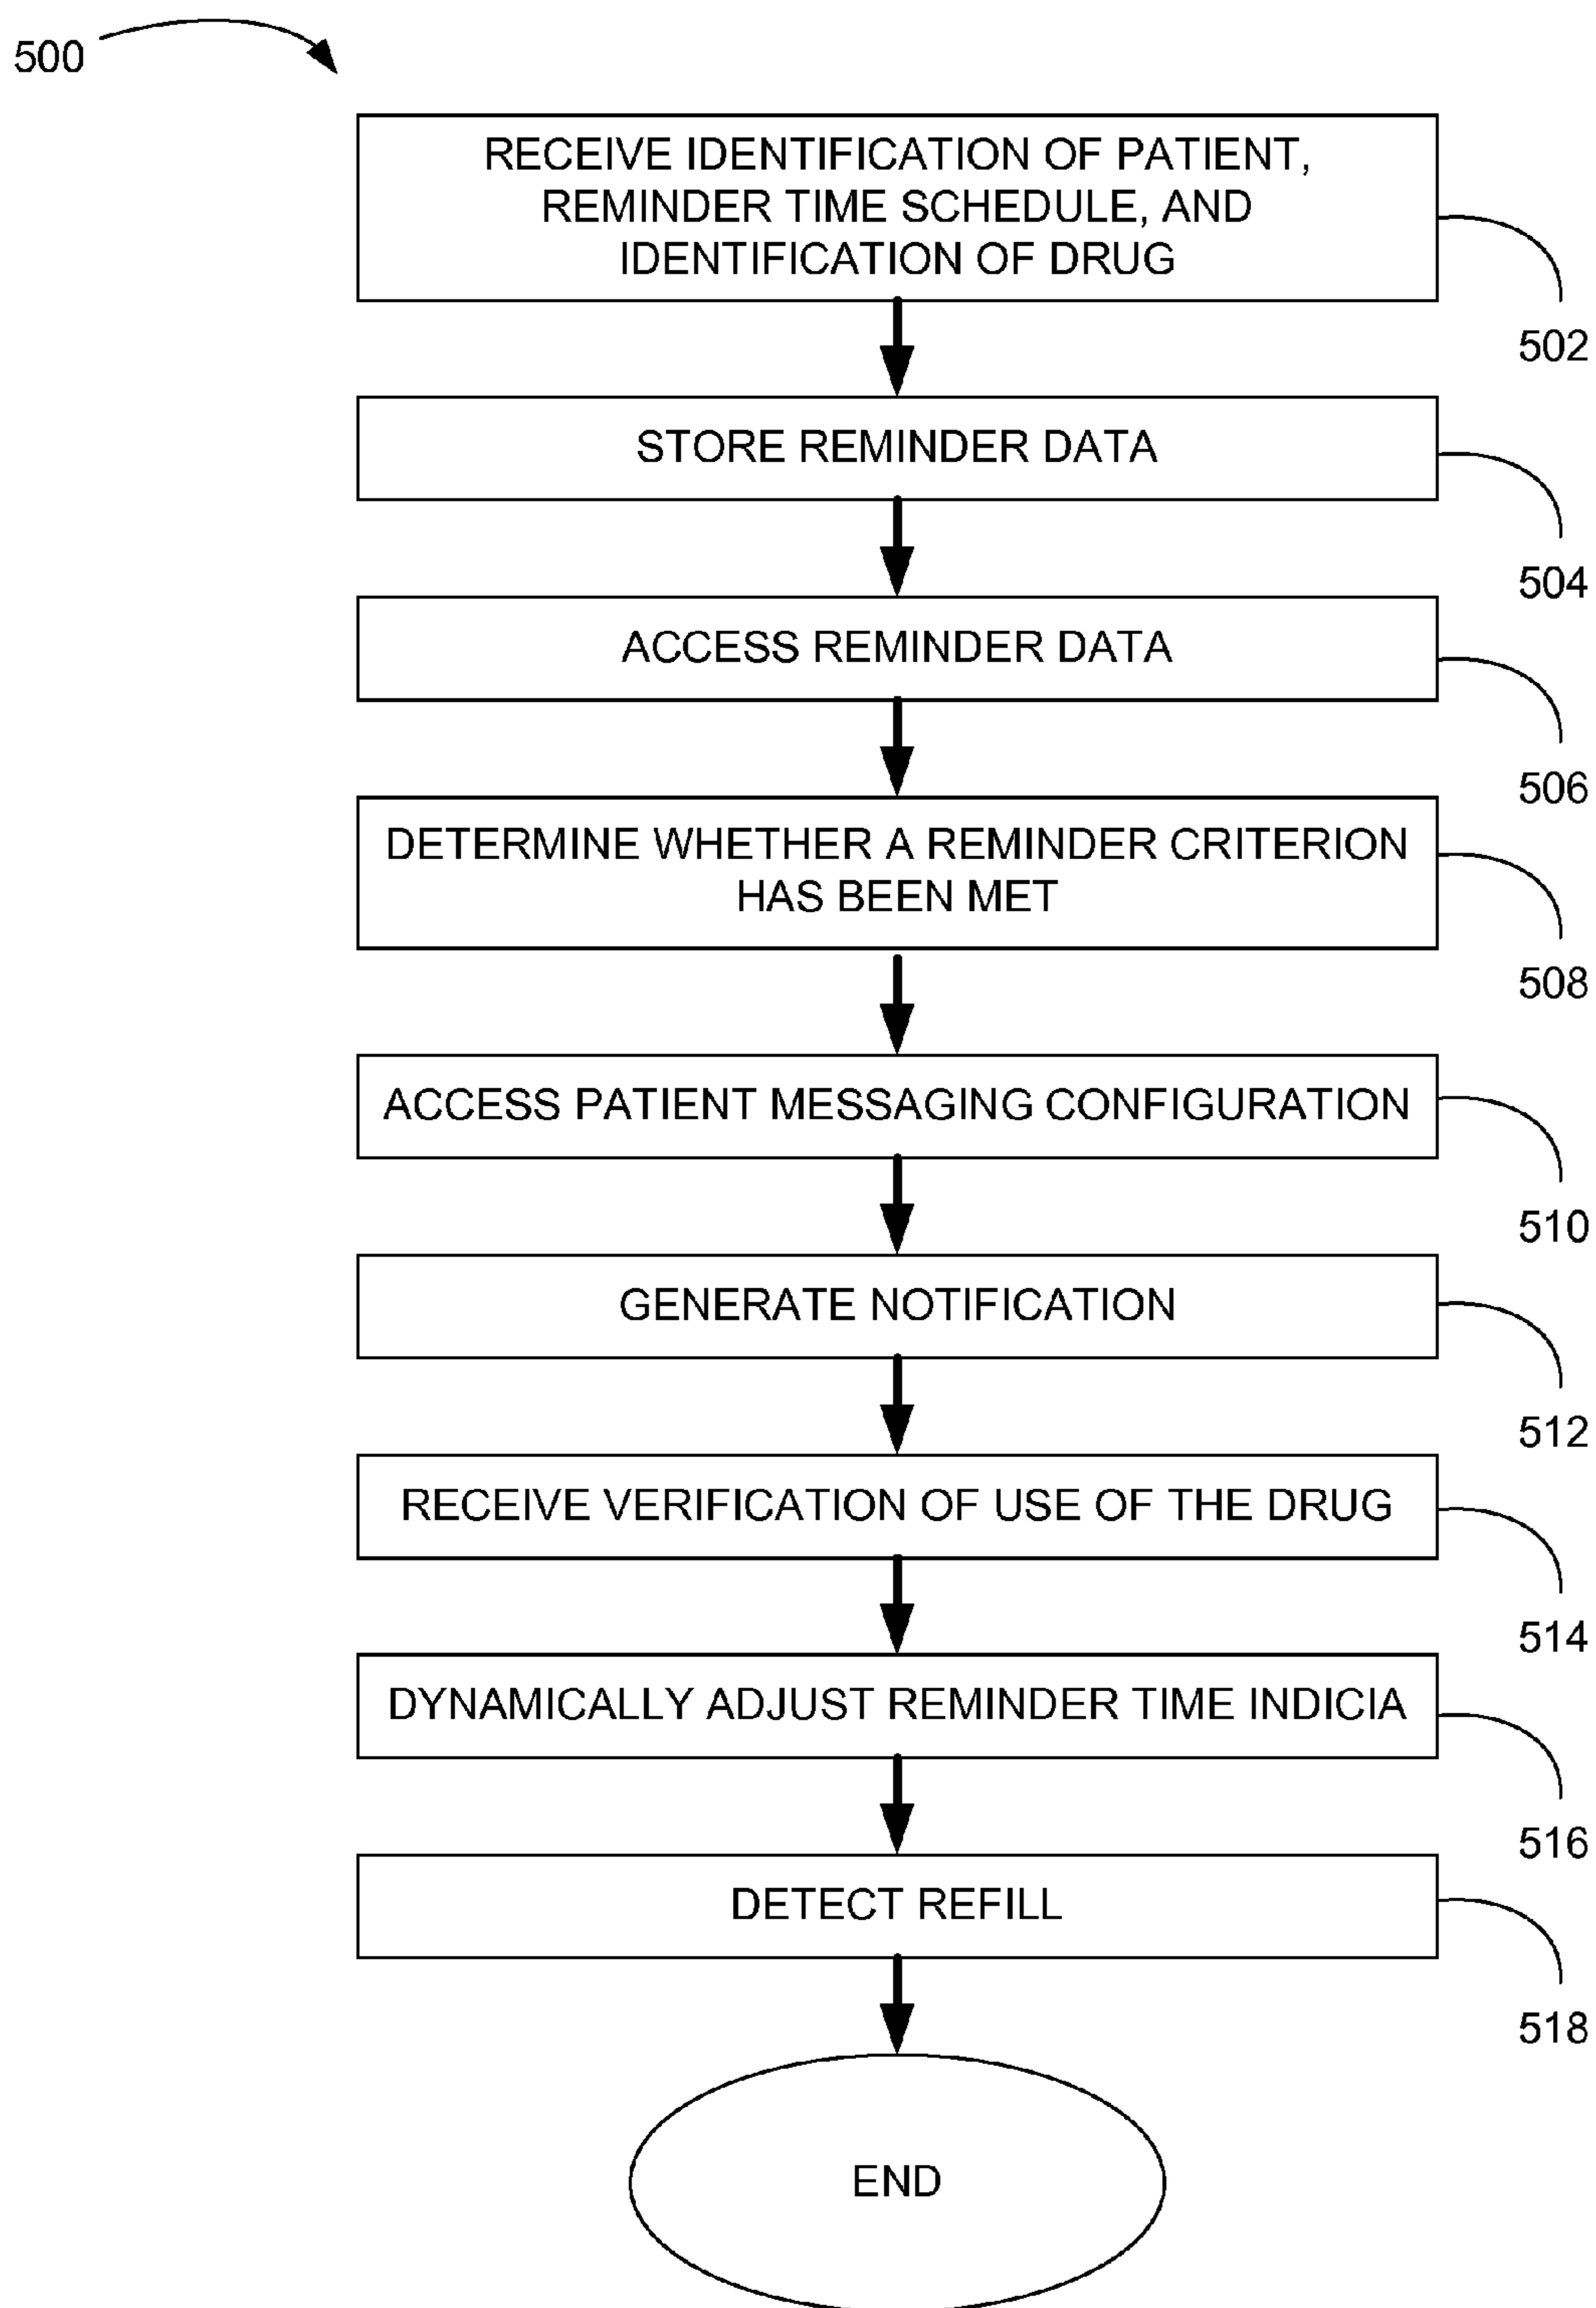 500
RECEIVE IDENTIFICATION OF PATIENT,
REMINDER TIME SCHEDULE, AND
IDENTIFICATION OF DRUG
502
STORE REMINDER DATA
504
ACCESS REMINDER DATA
506
DETERMINE WHETHER A REMINDER CRITERION
HAS BEEN MET
508
ACCESS PATIENT MESSAGING CONFIGURATION
510
GENERATE NOTIFICATION
512
RECEIVE VERIFICATION OF USE OF THE DRUG
514
DYNAMICALLY ADJUST REMINDER TIME INDICIA
516
DETECT REFILL
518
END